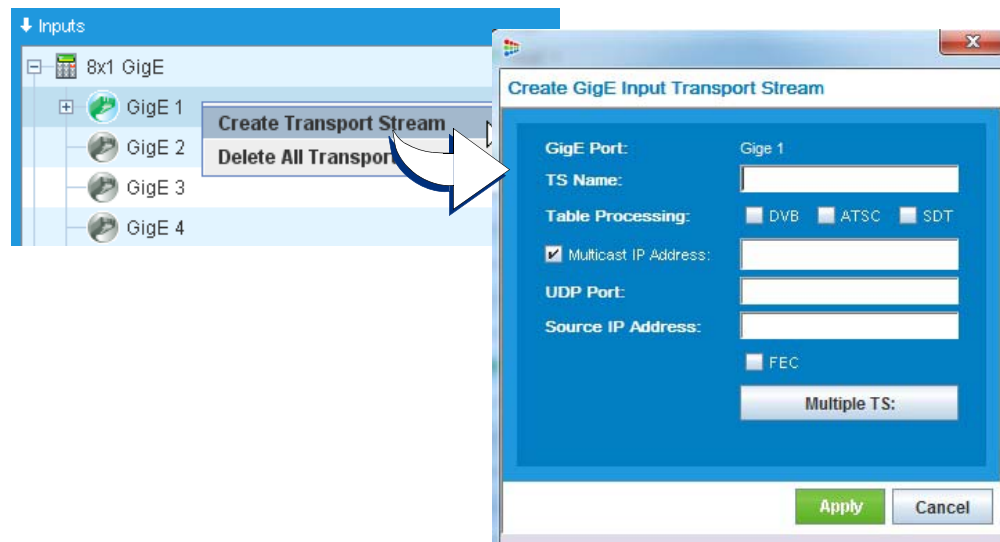 Inputs
8x1 GigE
GigE 1
GigE 2
GigE 3
GigE 4
Create Transport Stream
Delete All Transport
X
Create GigE Input Transport Stream
GigE Port: Gige 1
TS Name:
Table Processing: DVB ATSC SDT
Multicast IP Address:
UDP Port:
Source IP Address:
FEC
Multiple TS:
Apply Cancel